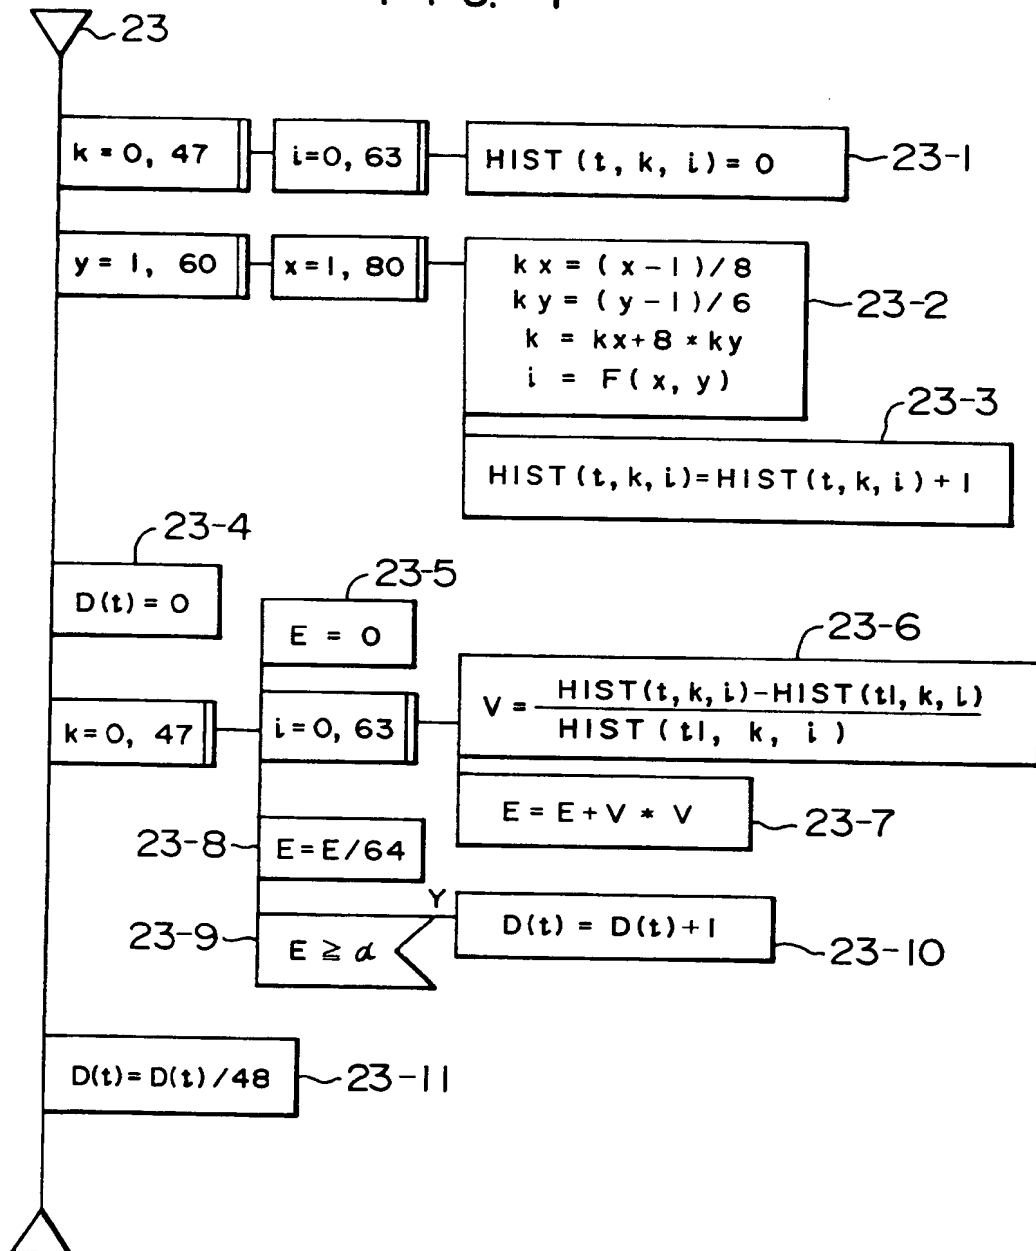 23
k = 0, 47
i=0, 63
HIST (t, k, i) = 0
23-1
y = 1, 60
x = 1, 80
kx = (x-1)/8
ky = (y-1)/6
k = kx+8 * ky
i = F(x, y)
23-2
23-3
HIST (t, k, i) = HIST (t, k, i) + 1
23-4
D(t) = 0
23-5
E = 0
23-6
k = 0, 47
i = 0, 63
V = HIST(t, k, i) - HIST(t1, k, i)
HIST (t1, k, i)
E = E + V * V
23-7
23-8
E = E/64
Y
23-9
E ≧ α
D(t) = D(t)+1
23-10
D(t) = D(t)/48
23-11